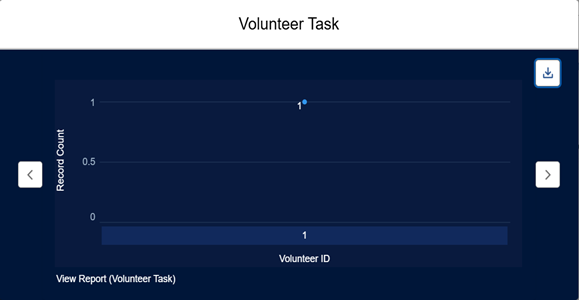 Volunteer Task
1
1
Record Count
0.5
0
1
Volunteer ID
View Report (Volunteer Task)